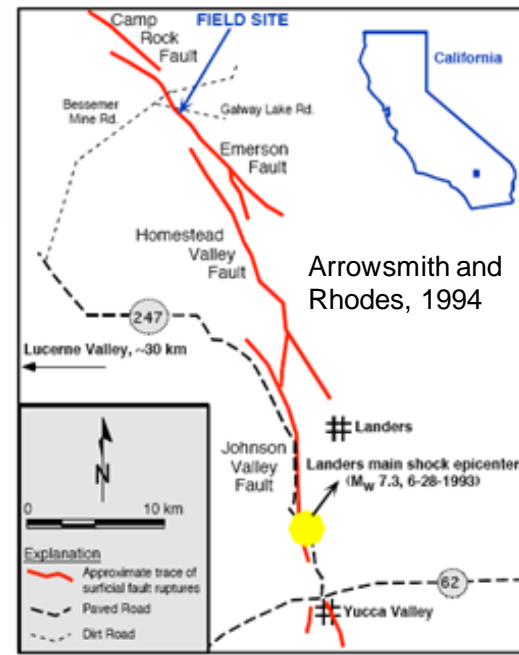 Camp
Rock
Fault
FIELD SITE
California
Bessemer
Mine Rd.
Galway Lake Rd.
Emerson
Fault
Homestead
Valley
Fault
Arrowsmith and
Rhodes, 1994
247
Lucerne Valley, ~30 km
Landers
Johnson
Valley
Fault
Landers main shock epicenter
(MW 7.3, 6-28-1993)
N
0 10 km
Explanation
Approximate trace of
surficial fault ruptures
Paved Road
Dirt Road
62
Yucca Valley